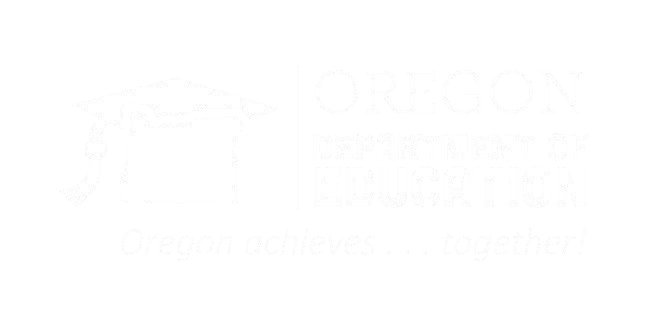 OREGON
DEPARTMENT OF
EDUCATION
Oregon achieves . . . together!